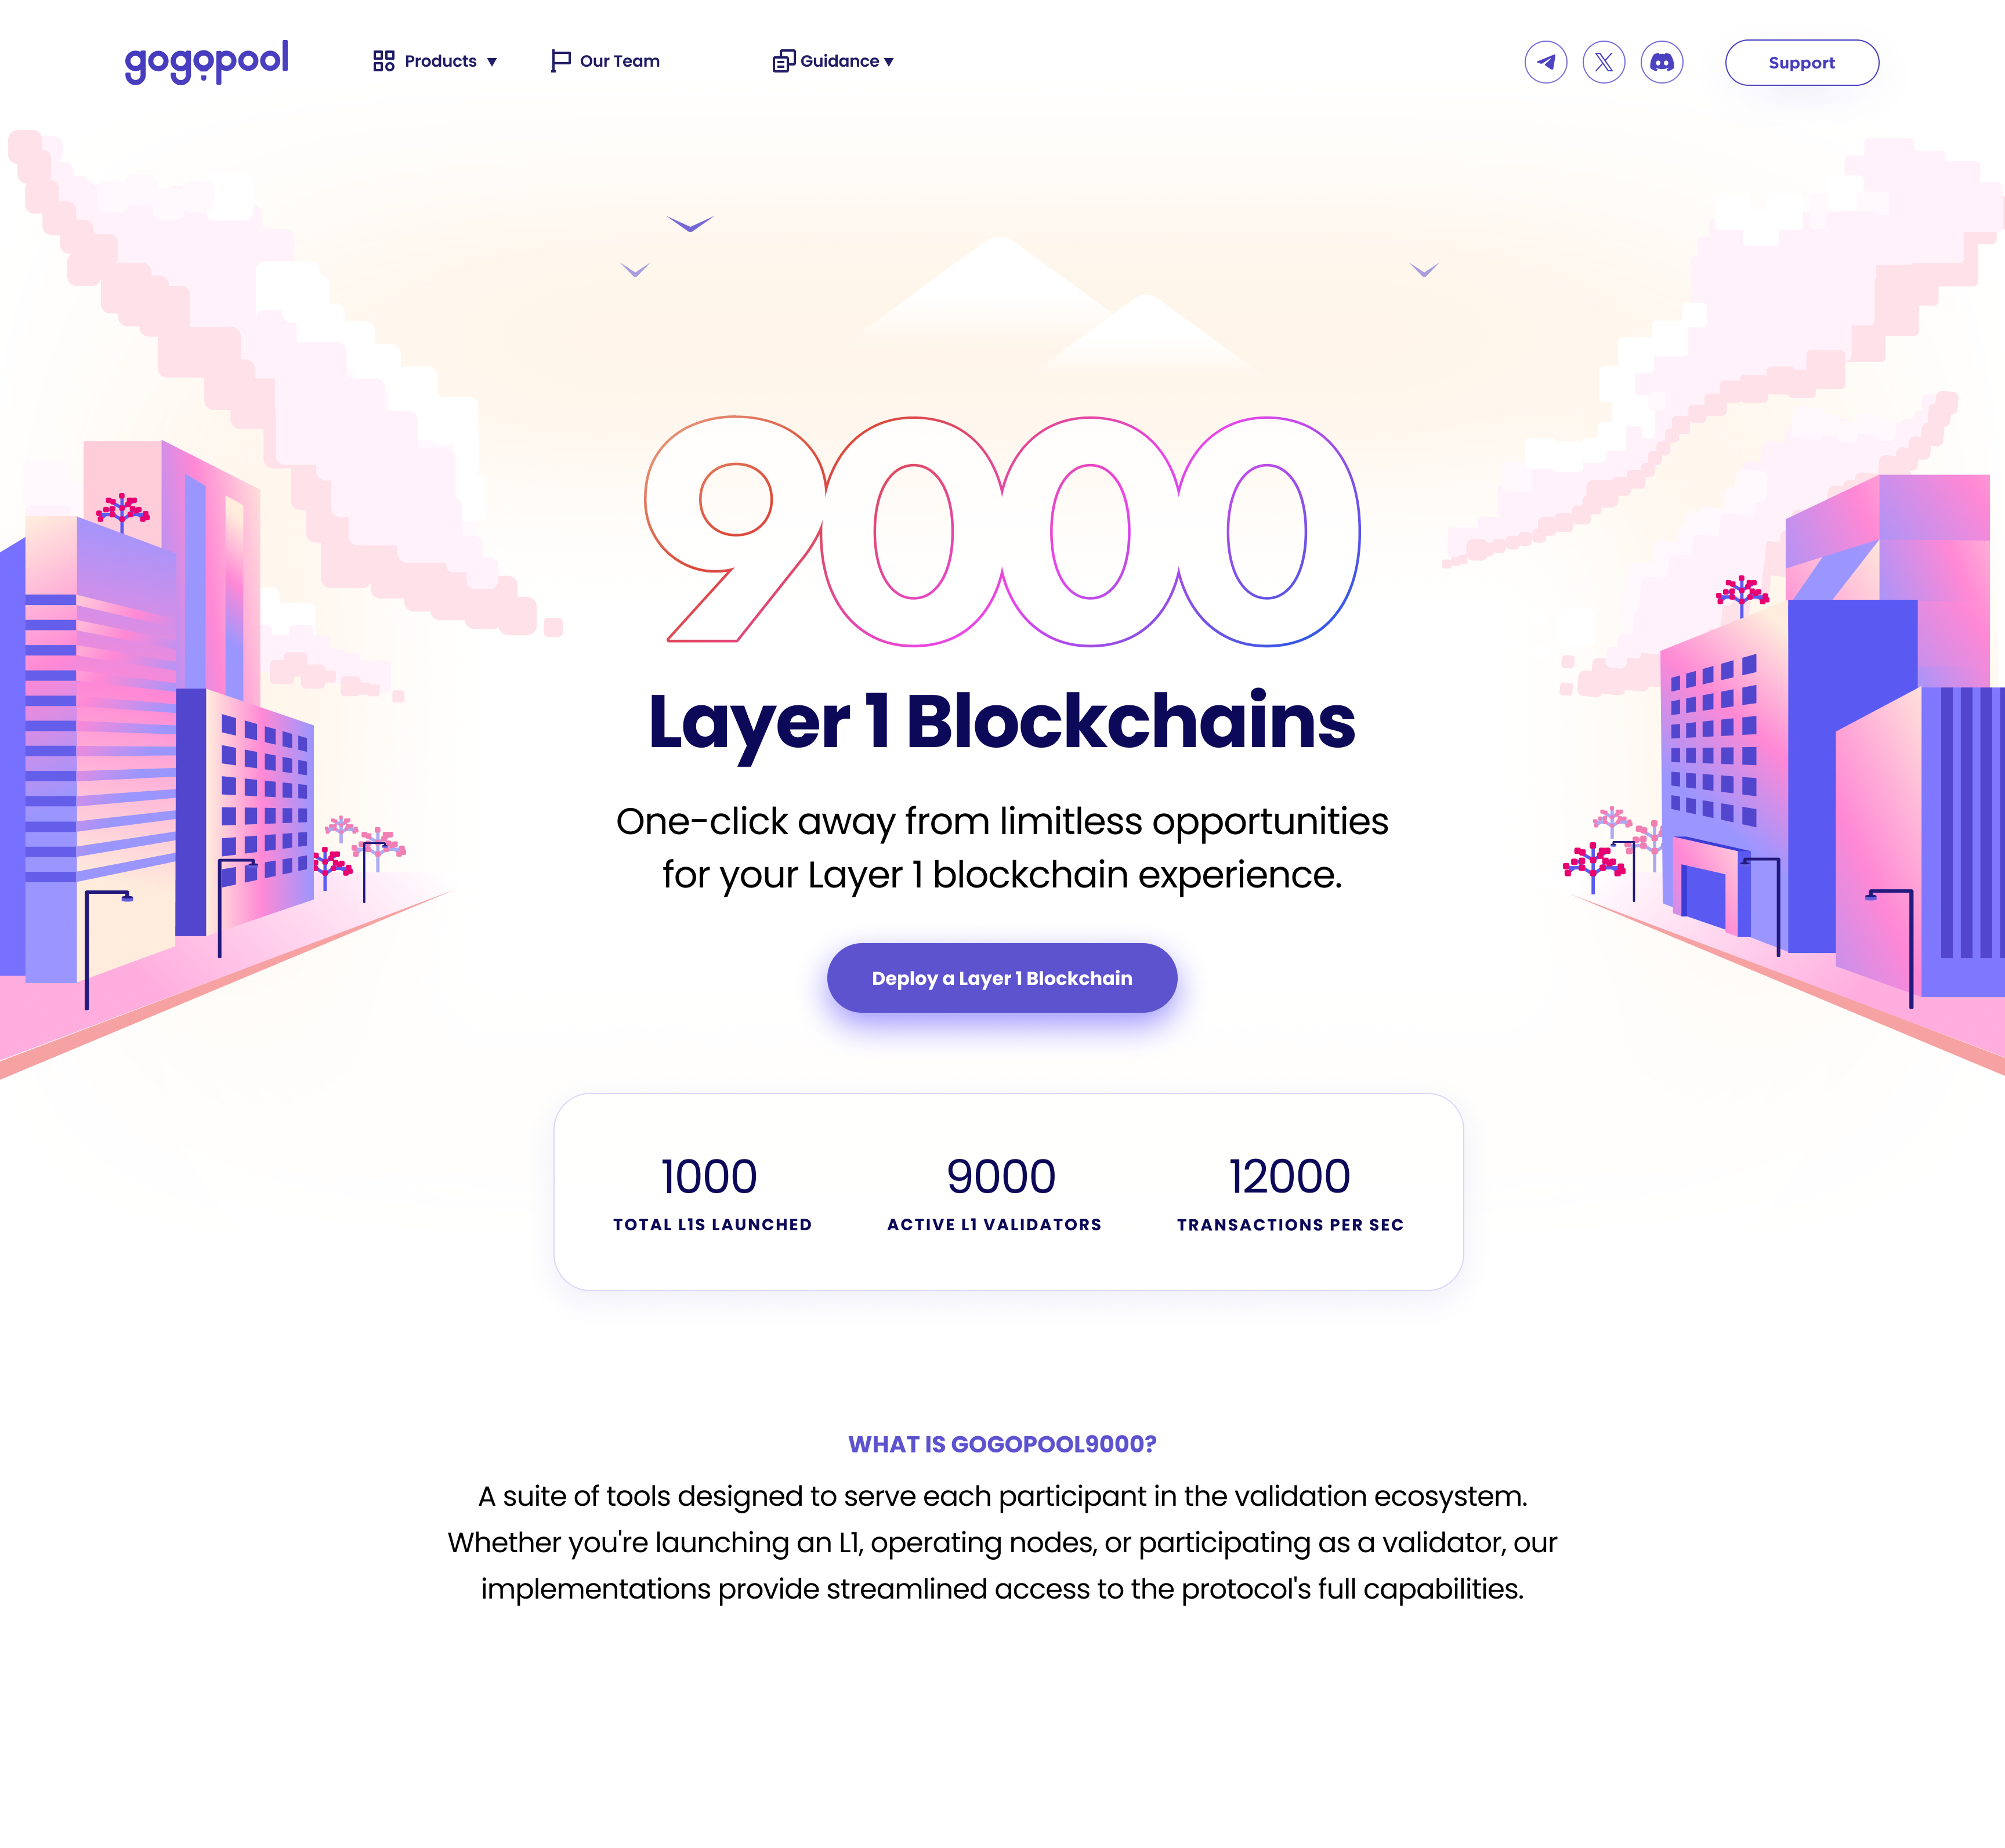 gogopool
Products
Our Team
Guidance
Support
9000
Layer 1 Blockchains
One-click away from limitless opportunities
for your Layer 1 blockchain experience.
Deploy a Layer 1 Blockchain
1000
TOTAL L1S LAUNCHED
9000
ACTIVE L1 VALIDATORS
12000
TRANSACTIONS PER SEC
WHAT IS GOGOPOOL9000?
A suite of tools designed to serve each participant in the validation ecosystem.
Whether you're launching an L1, operating nodes, or participating as a validator, our
implementations provide streamlined access to the protocol's full capabilities.